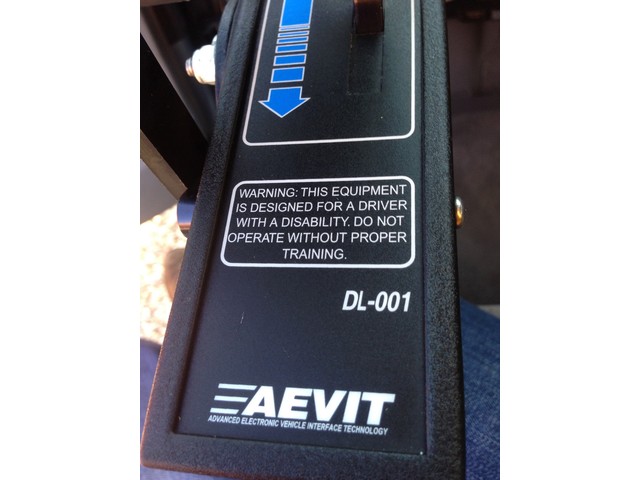 WARNING: THIS EQUIPMENT
IS DESIGNED FOR A DRIVER
WITH A DISABILITY. DO NOT
OPERATE WITHOUT PROPER
TRAINING.
DL-001
AEVIT
ADVANCED ELECTRONIC VEHICLE INTERFACE TECHNOLOGY